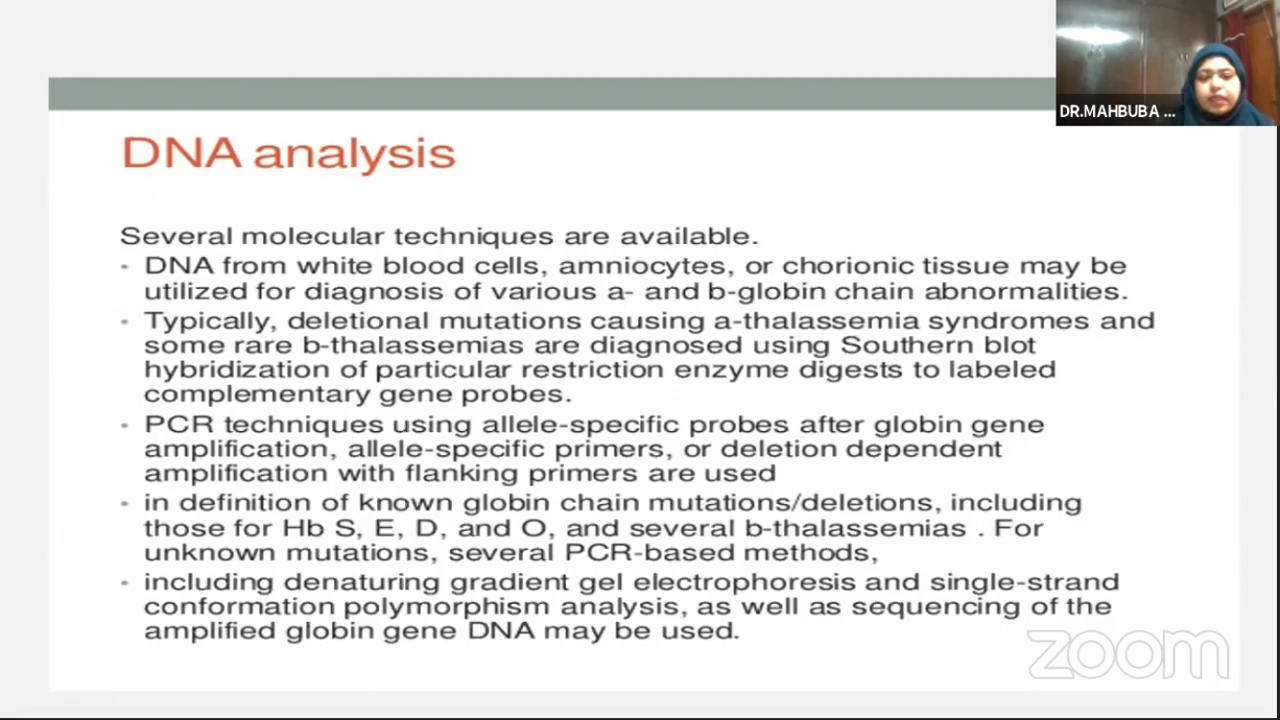 DR.MAHBUBA ...
DNA analysis
Several molecular techniques are available.
• DNA from white blood cells, amniocytes, or chorionic tissue may be
utilized for diagnosis of various a- and b-globin chain abnormalities.
• Typically, deletional mutations causing a-thalassemia syndromes and
some rare b-thalassemias are diagnosed using Southern blot
hybridization of particular restriction enzyme digests to labeled
complementary gene probes.
• PCR techniques using allele-specific probes after globin gene
amplification, allele-specific primers, or deletion dependent
amplification with flanking primers are used
• in definition of known globin chain mutations/deletions, including
those for Hb S, E, D, and O, and several b-thalassemias . For
unknown mutations, several PCR-based methods,
• including denaturing gradient gel electrophoresis and single-strand
conformation polymorphism analysis, as well as sequencing of the
amplified globin gene DNA may be used.
zoom